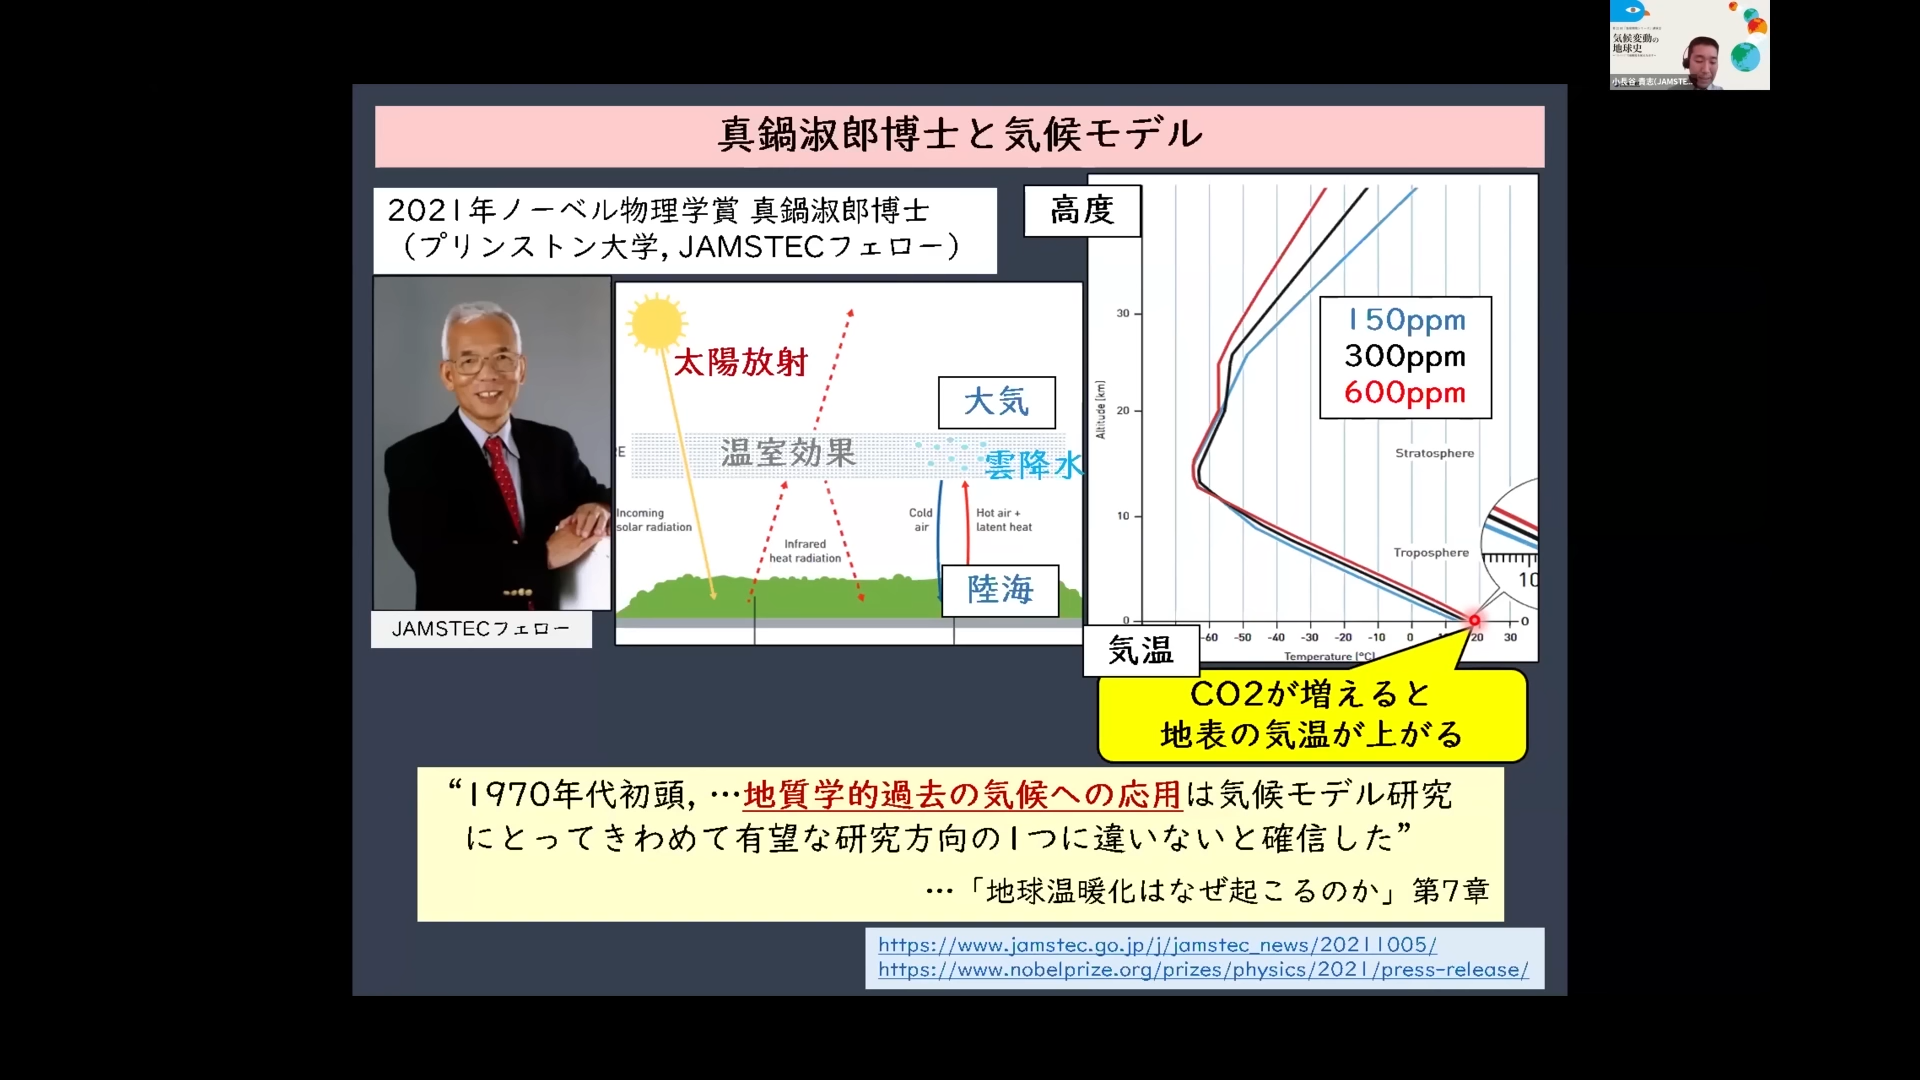 真鍋淑郎博士と気候モデル
2021年ノーベル物理学賞 真鍋淑郎博士
（プリンストン大学, JAMSTECフェロー）
JAMSTECフェロー
太陽放射
大気
温室効果
雲降水
Incoming
solar radiation
Infrared
heat radiation
Cold
air
Hot air +
latent heat
陸海
高度
150ppm
300ppm
600ppm
Altitude (km)
30
20
10
0
Stratosphere
Troposphere
10
0
-60 -50 -40 -30 -20 -10 0 20 30
Temperature (°C)
気温
CO2が増えると
地表の気温が上がる
“1970年代初頭, …地質学的過去の気候への応用は気候モデル研究
にとってきわめて有望な研究方向の1つに違いないと確信した”
…「地球温暖化はなぜ起こるのか」第7章
https://www.jamstec.go.jp/j/jamstec_news/20211005/
https://www.nobelprize.org/prizes/physics/2021/press-release/
気候変動の
地球史
小長谷 貴志(JAMSTE...